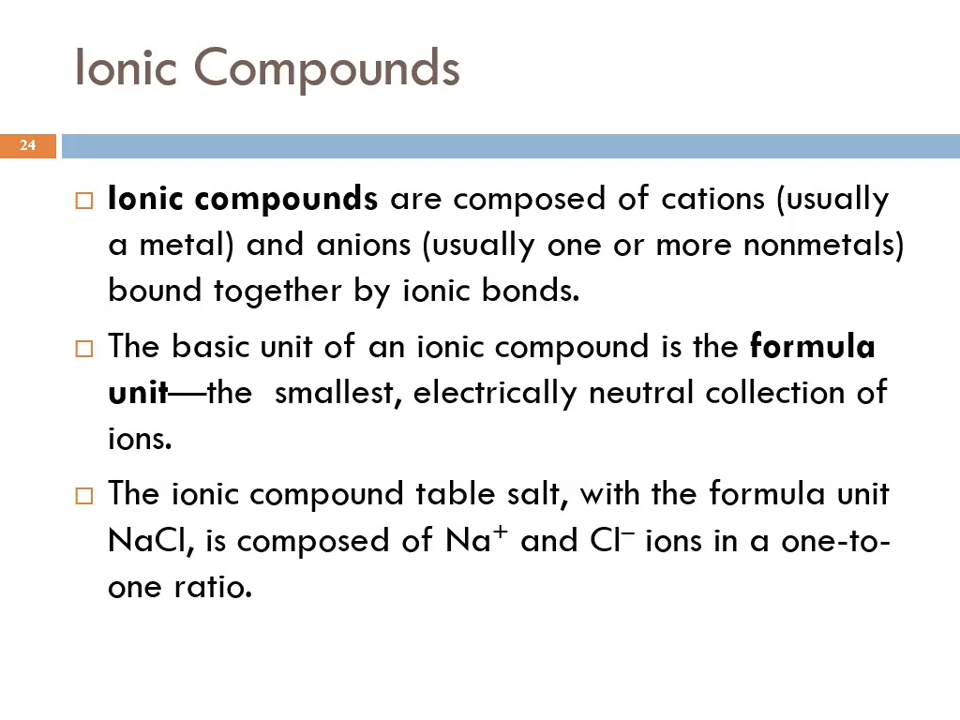 Ionic Compounds
24
Ionic compounds are composed of cations (usually
a metal) and anions (usually one or more nonmetals)
bound together by ionic bonds.
The basic unit of an ionic compound is the formula
unit—the  smallest, electrically neutral collection of
ions.
The ionic compound table salt, with the formula unit
NaCl, is composed of Na⁺ and Cl⁻ ions in a one-to-
one ratio.